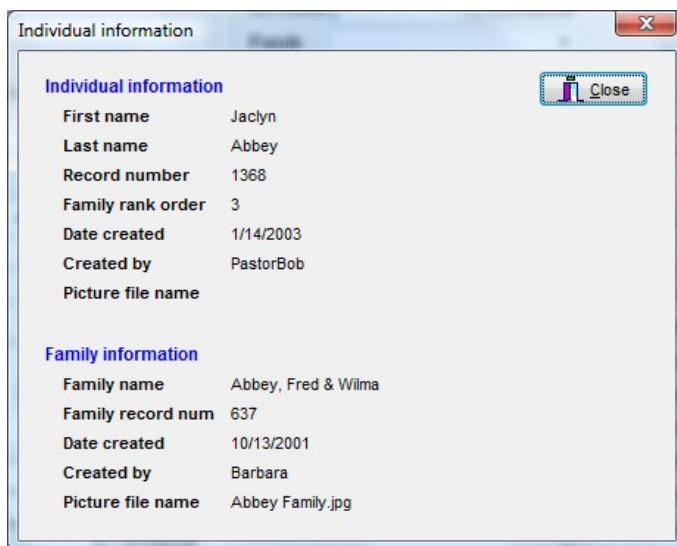 Individual information
Individual information
Close
First name Jaclyn
Last name Abbey
Record number 1368
Family rank order 3
Date created 1/14/2003
Created by PastorBob
Picture file name
Family information
Family name Abbey, Fred & Wilma
Family record num 637
Date created 10/13/2001
Created by Barbara
Picture file name Abbey Family.jpg